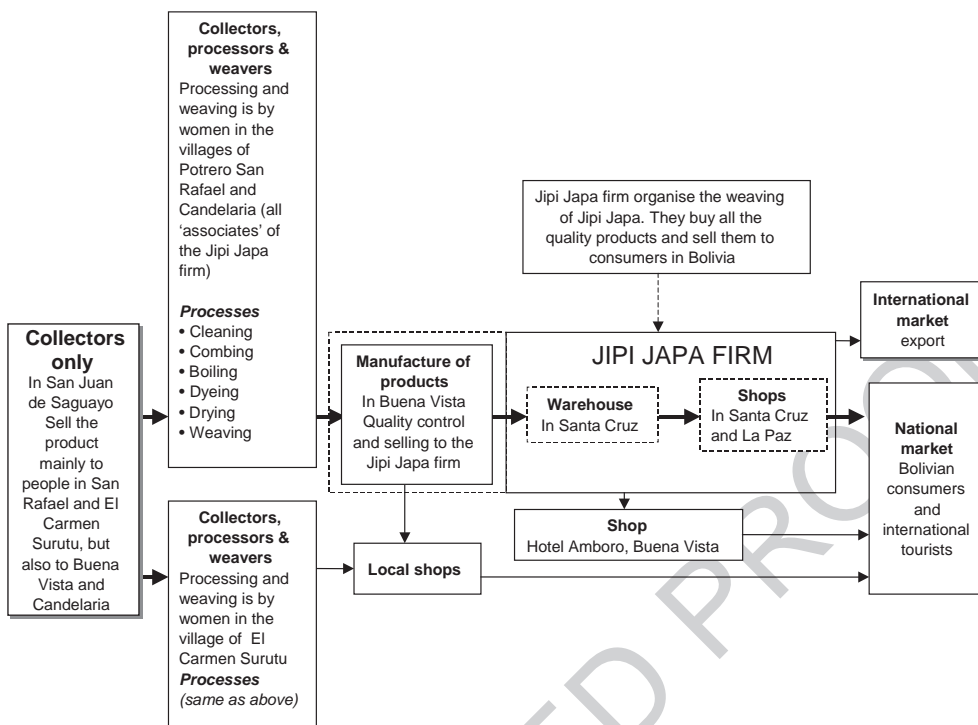 Collectors,
processors &
weavers
Processing and
weaving is by
women in the
villages of
Potrero San
Rafael and
Candelaria (all
‘associates’ of
the Jipi Japa
firm)
Processes
• Cleaning
• Combing
• Boiling
• Dyeing
• Drying
• Weaving
Jipi Japa firm organise the weaving
of Jipi Japa. They buy all the
quality products and sell them to
consumers in Bolivia
Collectors
only
In San Juan
de Saguayo
Sell the
product
mainly to
people in San
Rafael and El
Carmen
Surutu, but
also to Buena
Vista and
Candelaria
Manufacture of
products
In Buena Vista
Quality control
and selling to the
Jipi Japa firm
JIPI JAPA FIRM
Warehouse
In Santa Cruz
Shops
In Santa Cruz
and La Paz
International
market
export
National
market
Bolivian
consumers
and
international
tourists
Shop
Hotel Amboro, Buena Vista
Local shops
Collectors,
processors &
weavers
Processing and
weaving is by
women in the
village of El
Carmen Surutu
Processes
(same as above)